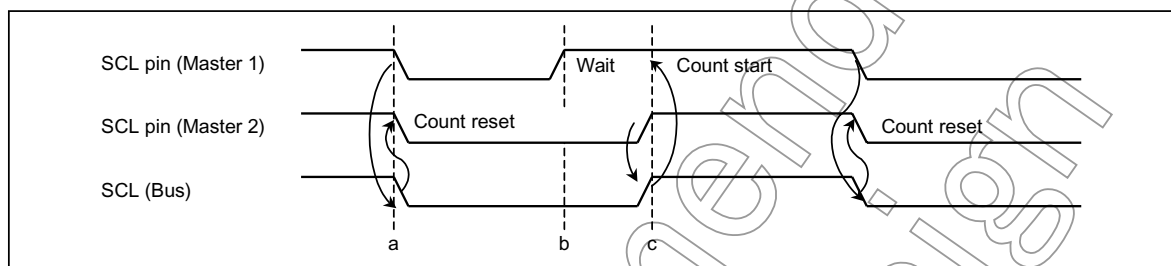 SCL pin (Master 1)
Wait
Count start
SCL pin (Master 2)
Count reset
Count reset
SCL (Bus)
a
b
c